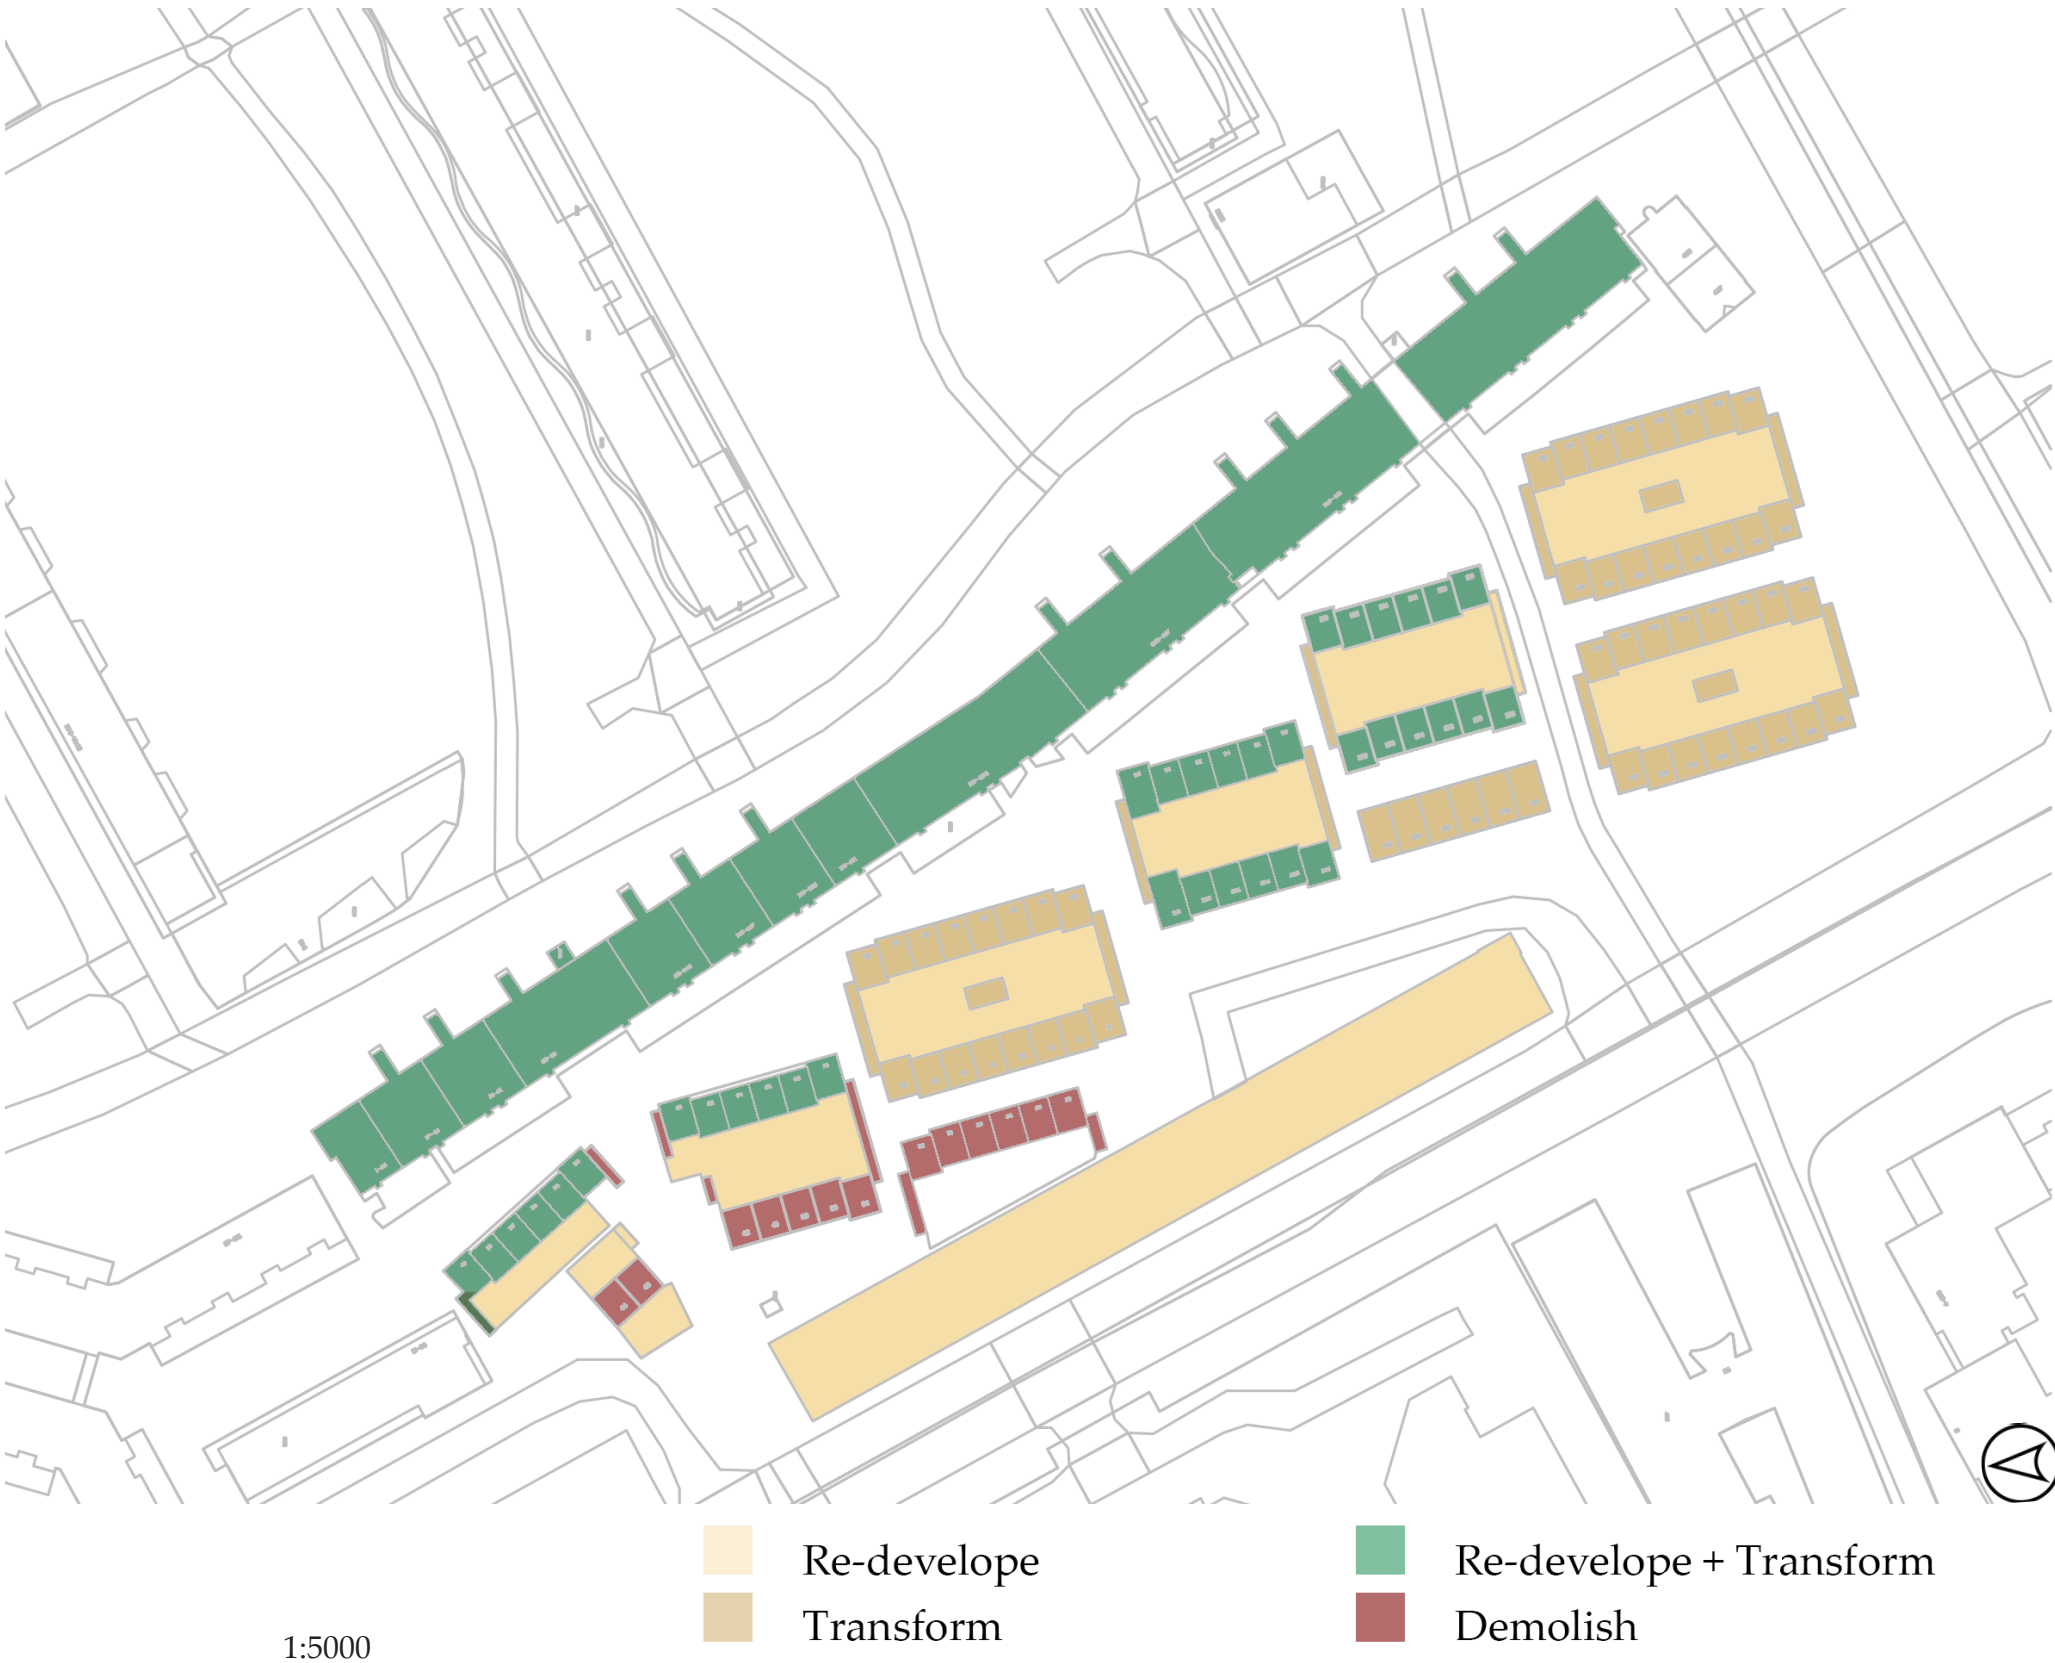 Re-develope
Re-develope + Transform
Transform
Demolish
1:5000